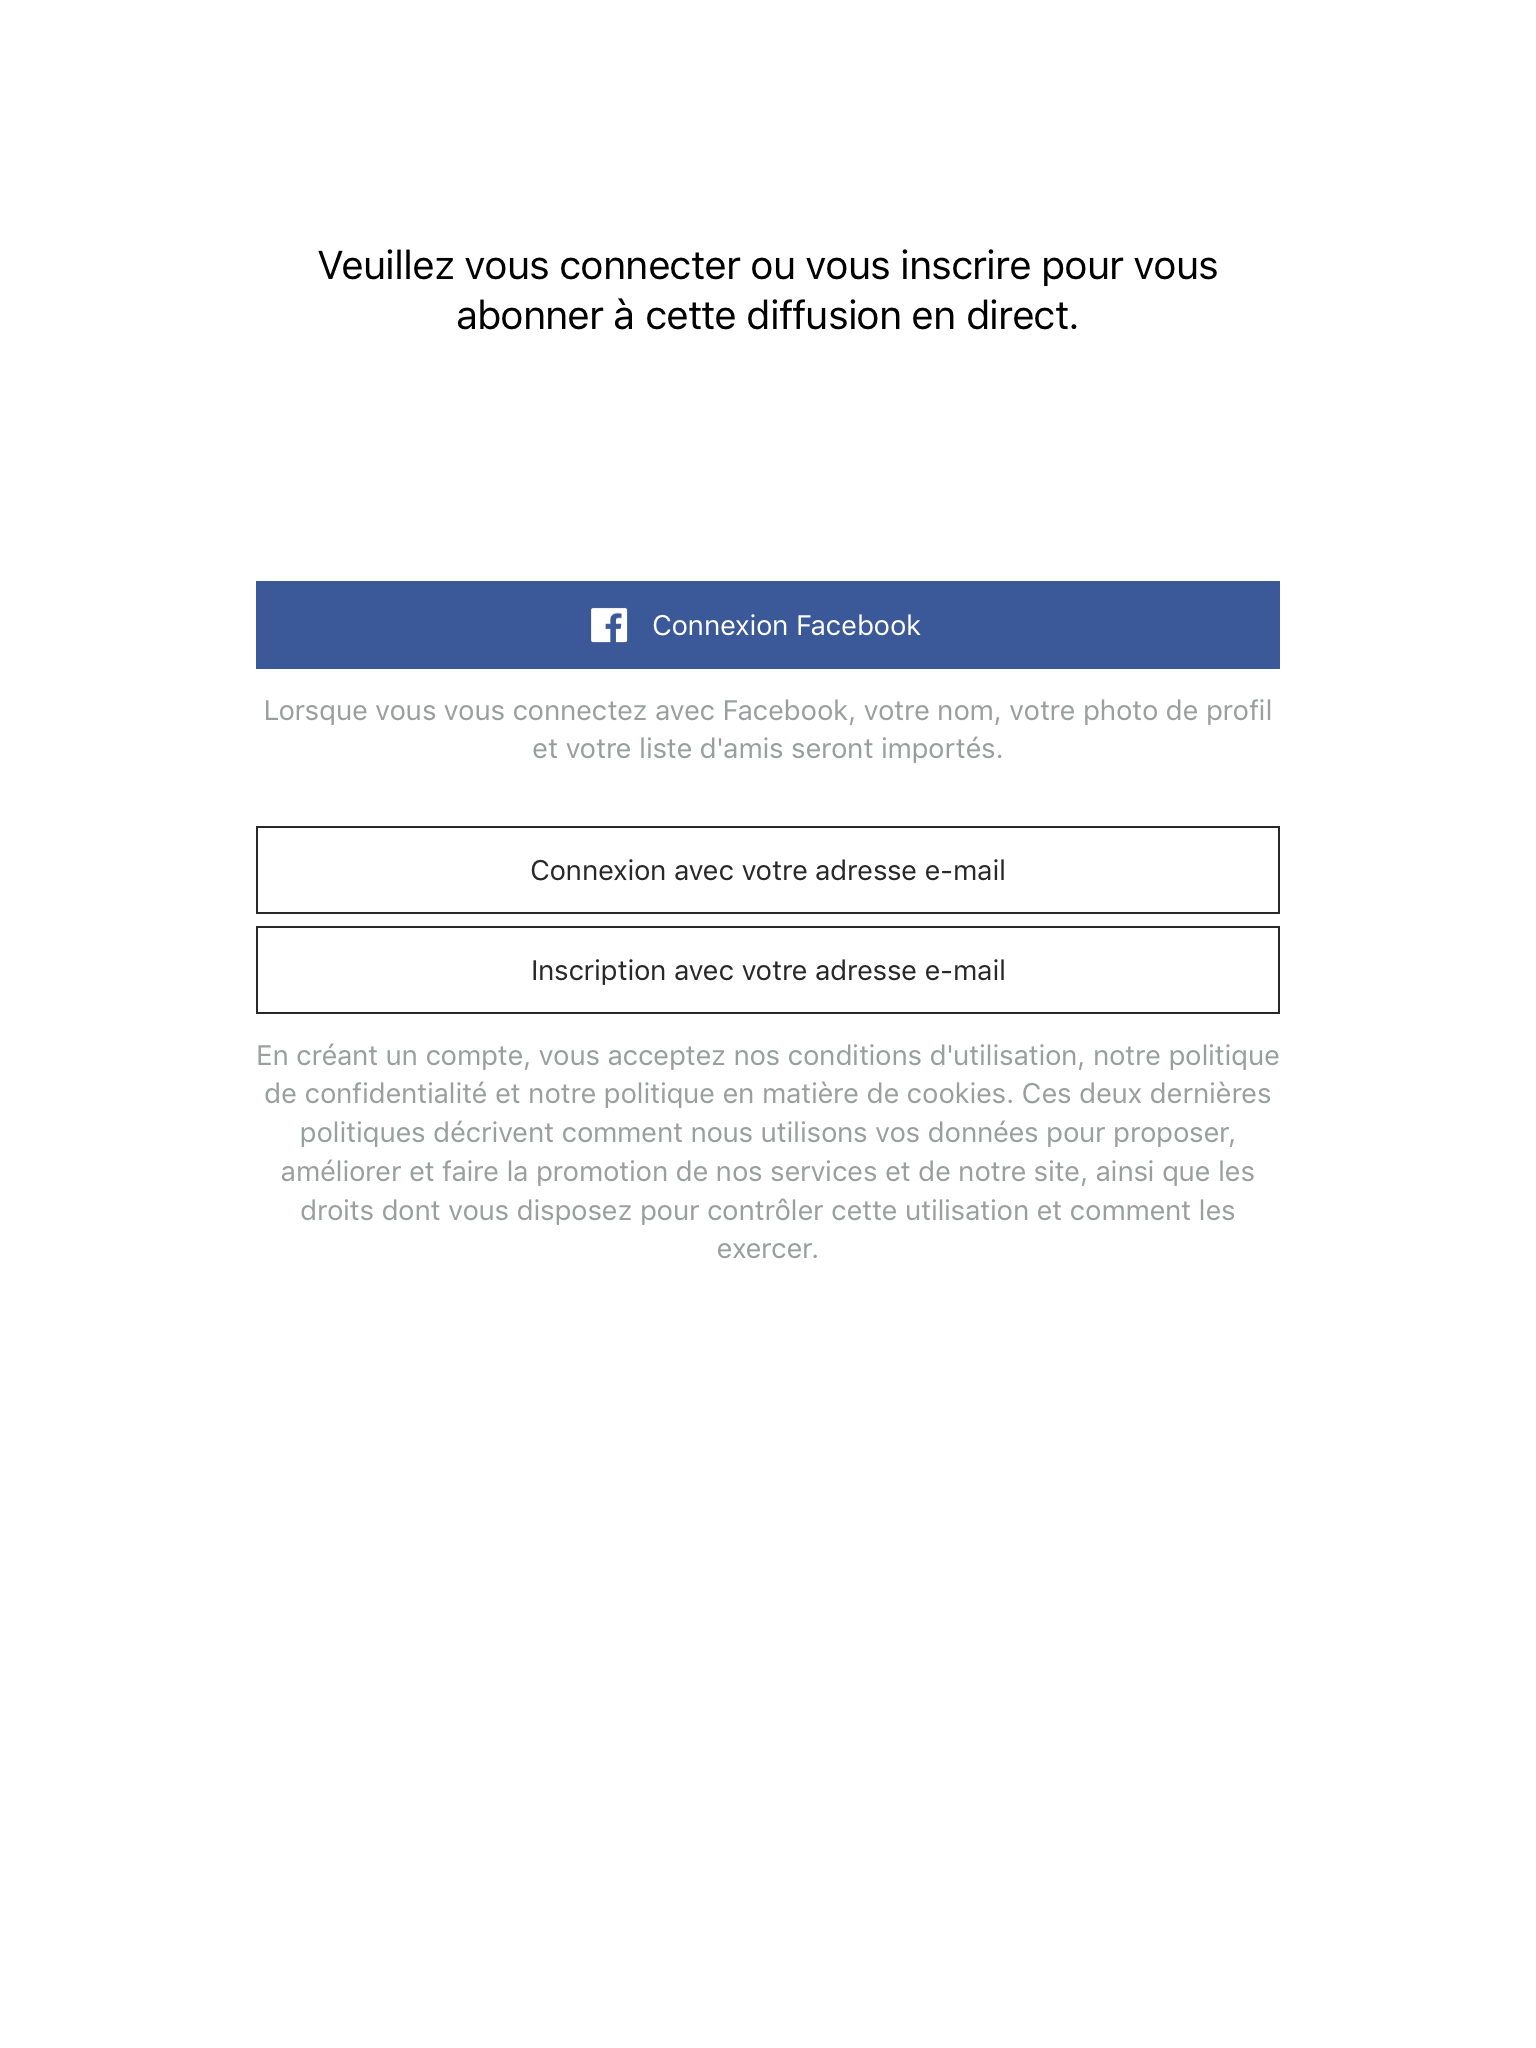 Veuillez vous connecter ou vous inscrire pour vous
abonner à cette diffusion en direct.
Connexion Facebook
Lorsque vous vous connectez avec Facebook, votre nom, votre photo de profil
et votre liste d'amis seront importés.
Connexion avec votre adresse e-mail
Inscription avec votre adresse e-mail
En créant un compte, vous acceptez nos conditions d'utilisation, notre politique
de confidentialité et notre politique en matière de cookies. Ces deux dernières
politiques décrivent comment nous utilisons vos données pour proposer,
améliorer et faire la promotion de nos services et de notre site, ainsi que les
droits dont vous disposez pour contrôler cette utilisation et comment les
exercer.